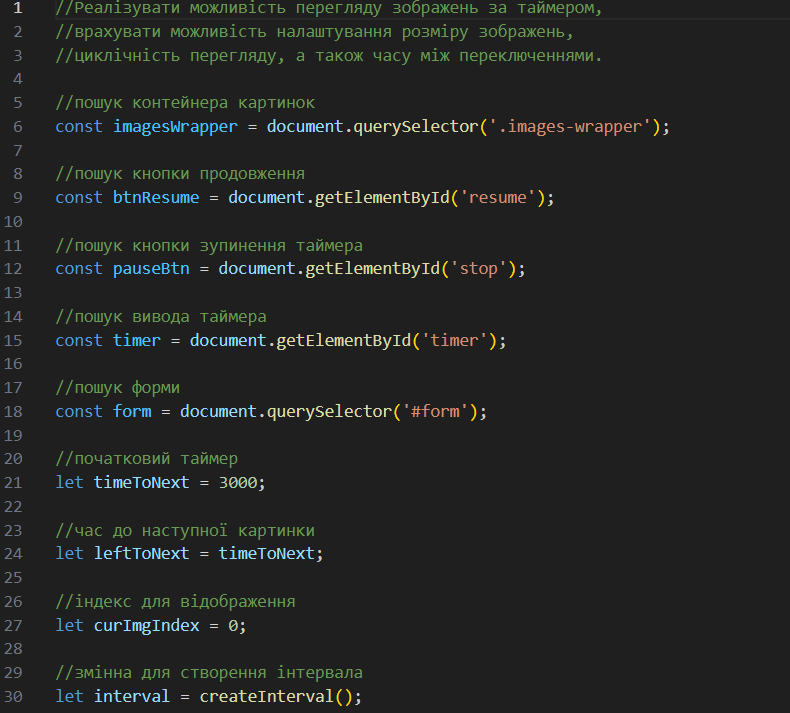 1 //Реалізувати можливість перегляду зображень за таймером,
2 //врахувати можливість налаштування розміру зображень,
3 //циклічність перегляду, а також часу між переключеннями.
4
5 //пошук контейнера картинок
6 const imagesWrapper = document.querySelector('.images-wrapper');
7
8 //пошук кнопки продовження
9 const btnResume = document.getElementById('resume');
10
11 //пошук кнопки зупинення таймера
12 const pauseBtn = document.getElementById('stop');
13
14 //пошук вивода таймера
15 const timer = document.getElementById('timer');
16
17 //пошук форми
18 const form = document.querySelector('#form');
19
20 //початковий таймер
21 let timeToNext = 3000;
22
23 //час до наступної картинки
24 let leftToNext = timeToNext;
25
26 //індекс для відображення
27 let curImgIndex = 0;
28
29 //змінна для створення інтервала
30 let interval = createInterval();